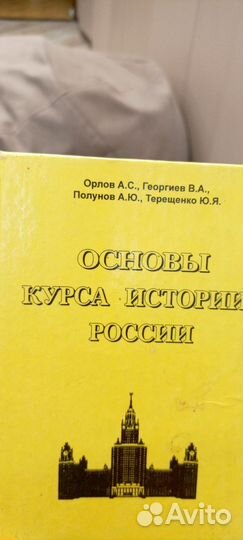 Орлов А.С., Георгиев В.А.,
Полунов А.Ю., Терещенко Ю.Я.
ОСНОВЫ
КУРСА ИСТОРИИ
РОССИИ
Avito